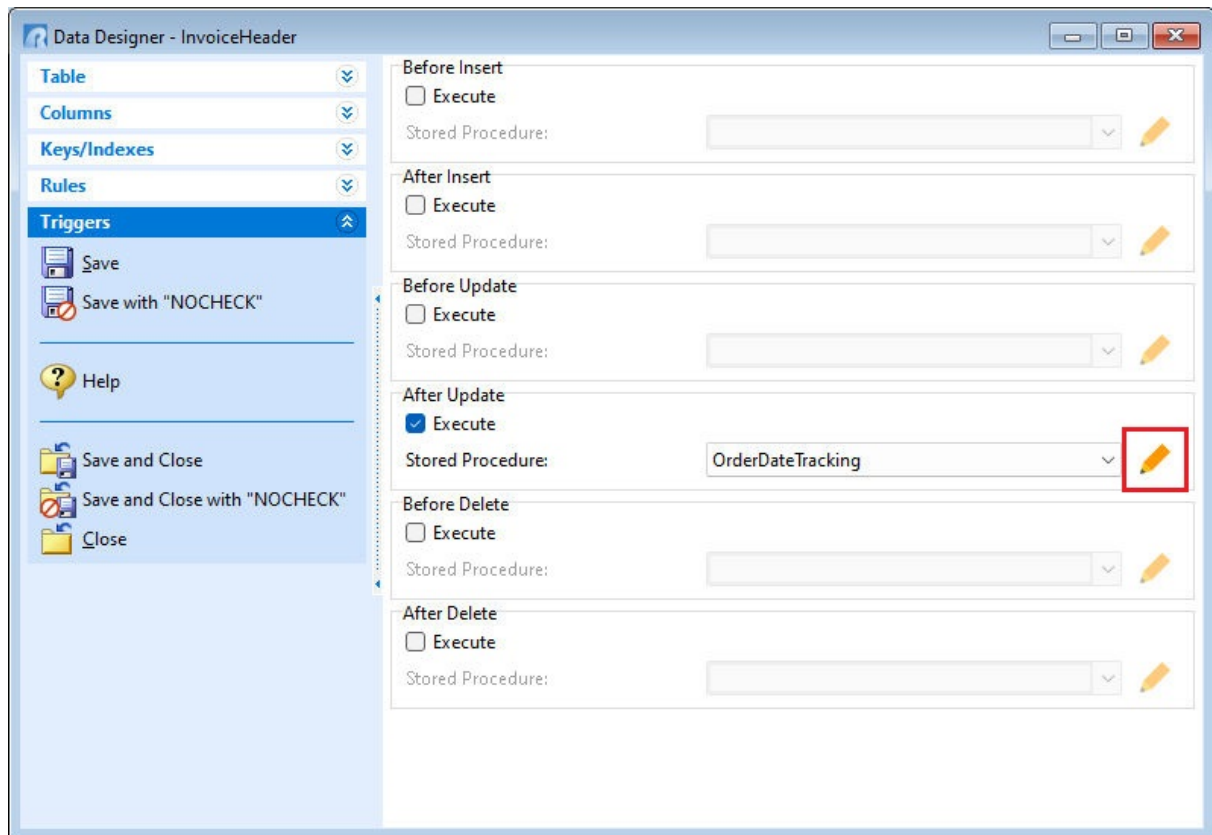 Data Designer - InvoiceHeader
Table
Columns
Keys/Indexes
Rules
Triggers
Save
Save with "NOCHECK"
Help
Save and Close
Save and Close with "NOCHECK"
Close
Before Insert
Execute
Stored Procedure:
After Insert
Execute
Stored Procedure:
Before Update
Execute
Stored Procedure:
After Update
Execute
Stored Procedure: OrderDateTracking
Before Delete
Execute
Stored Procedure:
After Delete
Execute
Stored Procedure: